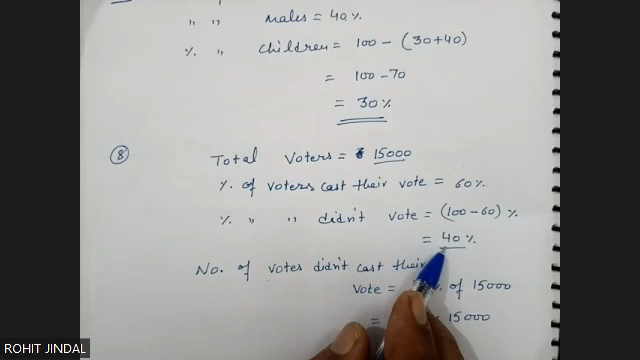 " " males = 40%
% " children = 100 - (30+40)
= 100-70
= 30%
⑧ Total Voters = 15000
% of voters cast their vote = 60%
% " " didn't vote = (100-60) %
= 40%
No. of votes didn't cast their
Vote = of 15000
= 15000
ROHIT JINDAL